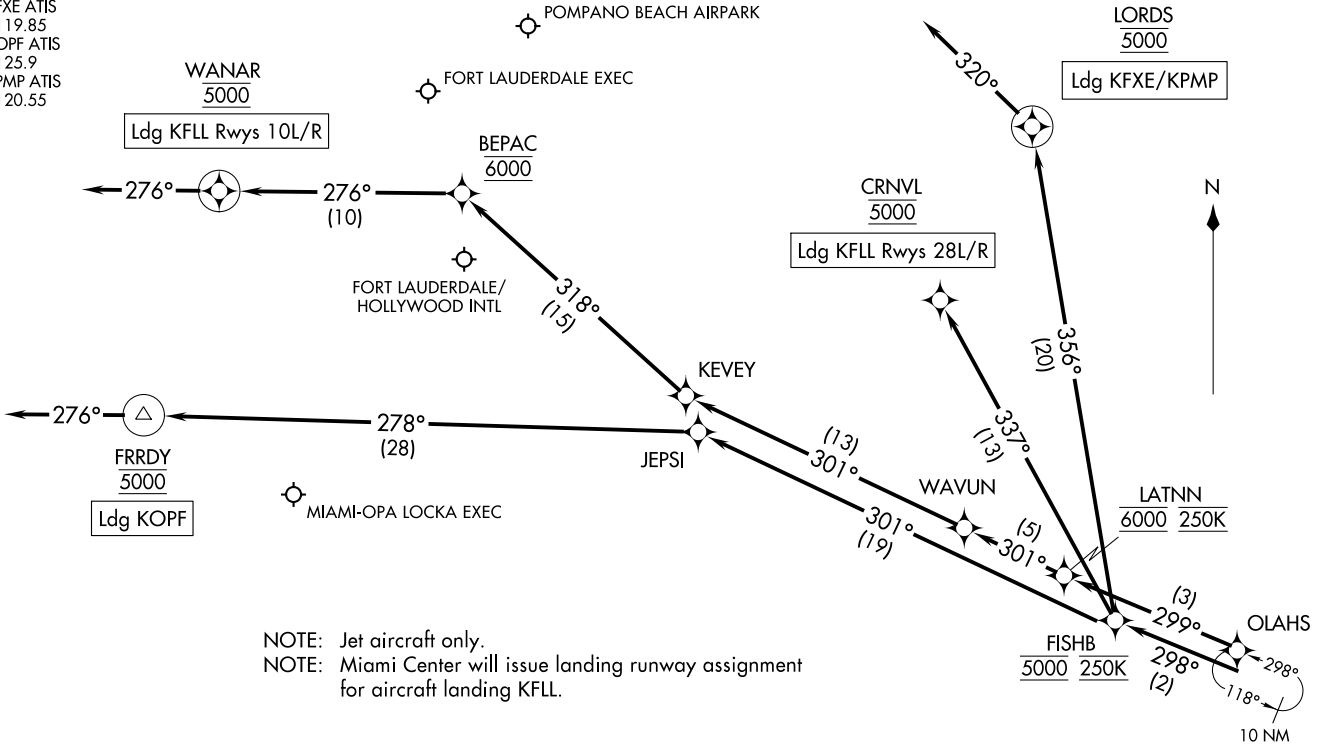 FXE ATIS
19.85
OPF ATIS
25.9
PMP ATIS
20.55
POMPANO BEACH AIRPARK
FORT LAUDERDALE EXEC
LORDS
5000
Ldg KFXE/KPMP
320°
WANAR
5000
Ldg KFLL Rwys 10L/R
BEPAC
6000
276°
276°
(10)
CRNVL
5000
Ldg KFLL Rwys 28L/R
N
FORT LAUDERDALE/
HOLLYWOOD INTL
318°
(15)
356°
(20)
337°
(13)
KEVEY
276°
278°
(28)
JEPSI
FRRDY
5000
Ldg KOPF
MIAMI-OPA LOCKA EXEC
(13)
301°
WAVUN
301°
(19)
(5)
301°
LATNN
6000 250K
(3)
299°
OLAHS
FISHB
5000 250K
298°
(2)
298°
118°
10 NM
NOTE: Jet aircraft only.
NOTE: Miami Center will issue landing runway assignment
for aircraft landing KFLL.